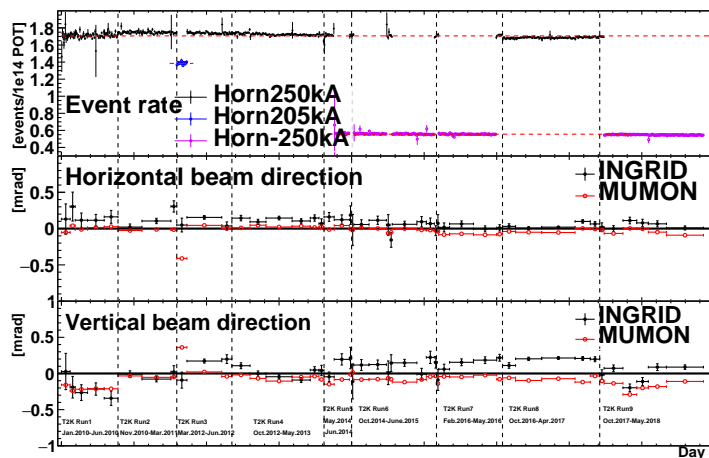 [events/1e14 POT]
1.8
1.6
1.4
1.2
1
0.8
0.6
0.4
Event rate
Horn250kA
Horn205kA
Horn-250kA
[mrad]
0.5
0
−0.5
1
Horizontal beam direction
INGRID
MUMON
[mrad]
0.5
0
−0.5
−1
Vertical beam direction
INGRID
MUMON
T2K Run1
Jan.2010-Jun.2010
T2K Run2
Nov.2010-Mar.2011
T2K Run3
Mar.2012-Jun.2012
T2K Run4
Oct.2012-May.2013
T2K Run5
May.2014
-Jun.2014
T2K Run6
Oct.2014-June.2015
T2K Run7
Feb.2016-May.2016
T2K Run8
Oct.2016-Apr.2017
T2K Run9
Oct.2017-May.2018
Day